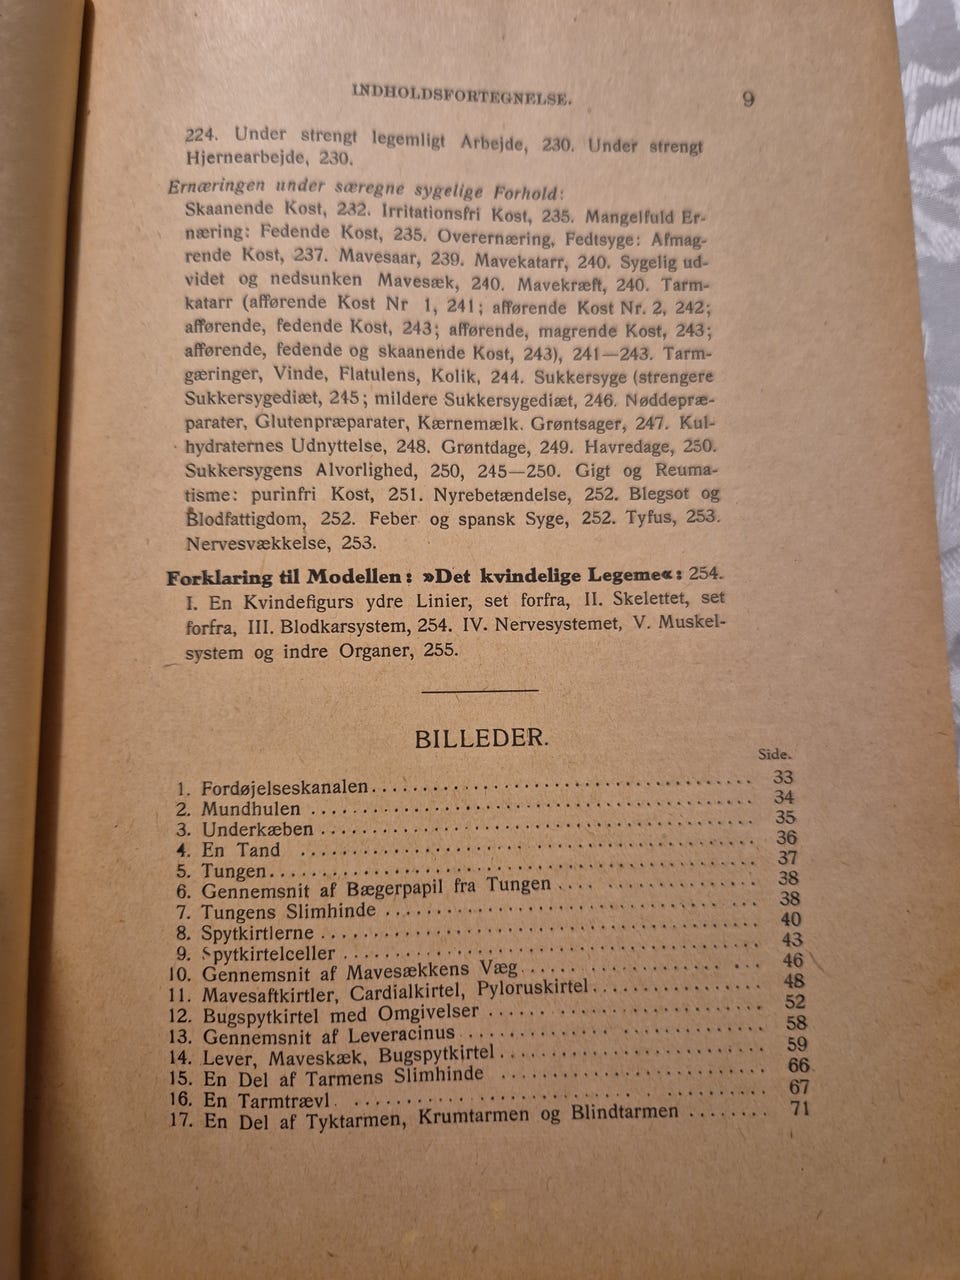 INDHOLDSFORTEGNELSE. 9
224. Under strengt legemligt Arbejde, 230. Under strengt
Hjernearbejde, 230.
Ernæringen under særegne sygelige Forhold:
Skaanende Kost, 232. Irritationsfri Kost, 235. Mangelfuld Er-
næring: Fedende Kost, 235. Overernæring, Fedtsyge: Afmag-
rende Kost, 237. Mavesaar, 239. Mavekatarr, 240. Sygelig ud-
videt og nedsunken Mavesæk, 240. Mavekræft, 240. Tarm-
katarr (afførende Kost Nr 1, 241; afførende Kost Nr. 2, 242;
afførende, fedende Kost, 243; afførende, magrende Kost, 243;
afførende, fedende og skaanende Kost, 243), 241—243. Tarm-
gæringer, Vinde, Flatulens, Kolik, 244. Sukkersyge (strengere
Sukkersygediæt, 245; mildere Sukkersygediæt, 246. Nøddepræ-
parater, Glutenpræparater, Kærnemælk. Grøntsager, 247. Kul-
hydraternes Udnyttelse, 248. Grøntdage, 249. Havredage, 250.
Sukkersygens Alvorlighed, 250, 245—250. Gigt og Reuma-
tisme: purinfri Kost, 251. Nyrebetændelse, 252. Blegsot og
Blodfattigdom, 252. Feber og spansk Syge, 252. Tyfus, 253.
Nervesvækkelse, 253.
Forklaring til Modellen: »Det kvindelige Legeme«: 254.
I. En Kvindefigurs ydre Linier, set forfra, II. Skelettet, set
forfra, III. Blodkarsystem, 254. IV. Nervesystemet, V. Muskel-
system og indre Organer, 255.
BILLEDER.
Side.
1. Fordøjelseskanalen 33
2. Mundhulen 34
3. Underkæben 35
4. En Tand 36
5. Tungen 37
6. Gennemsnit af Bægerpapil fra Tungen 38
7. Tungens Slimhinde 38
8. Spytkirtlerne 40
9. Spytkirtelceller 43
10. Gennemsnit af Mavesækkens Væg 46
11. Mavesaftkirtler, Cardialkirtel, Pyloruskirtel 48
12. Bugspytkirtel med Omgivelser 52
13. Gennemsnit af Leveracinus 58
14. Lever, Maveskæk, Bugspytkirtel 59
15. En Del af Tarmens Slimhinde 66
16. En Tarmtrævl 67
17. En Del af Tyktarmen, Krumtarmen og Blindtarmen 71